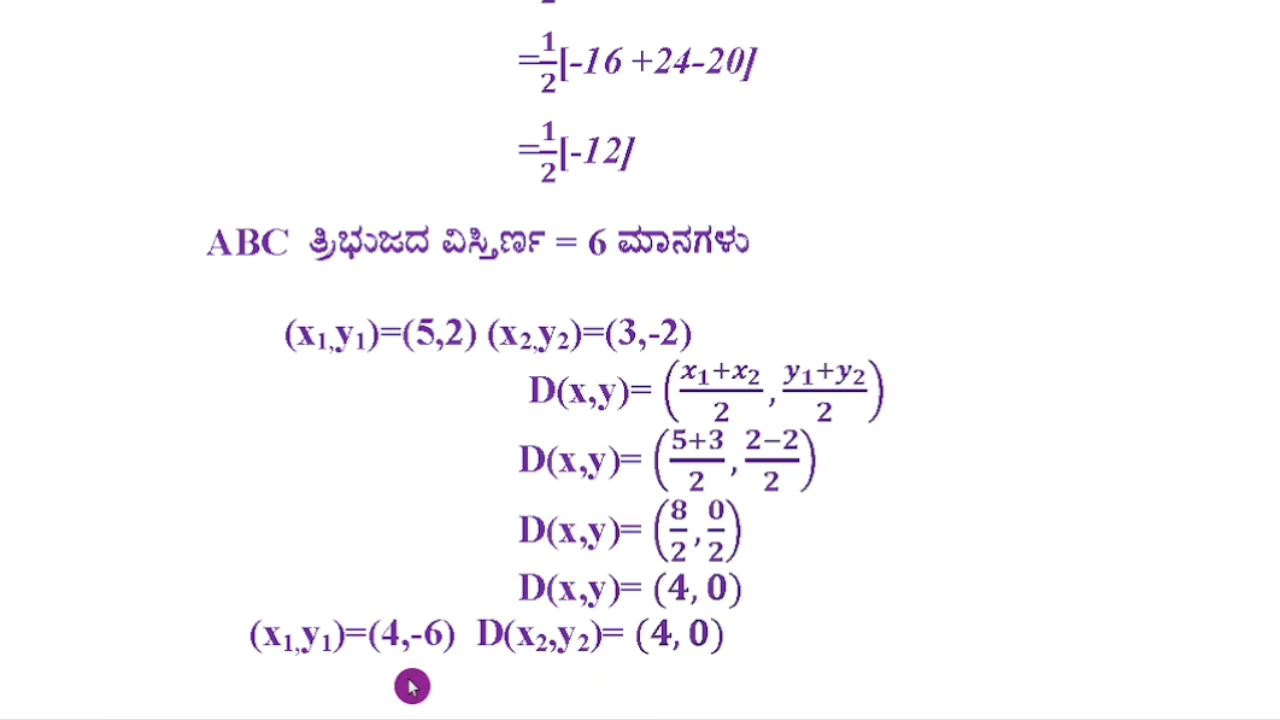 =1/2[-16 +24-20]
=1/2[-12]
ABC ತ್ರಿಭುಜದ ವಿಸ್ತಿರ್ಣ = 6 ಮಾನಗಳು
(x₁,y₁)=(5,2) (x₂,y₂)=(3,-2)
D(x,y)= (x₁+x₂/2, y₁+y₂/2)
D(x,y)= (5+3/2, 2−2/2)
D(x,y)= (8/2, 0/2)
D(x,y)= (4, 0)
(x₁,y₁)=(4,-6) D(x₂,y₂)= (4, 0)